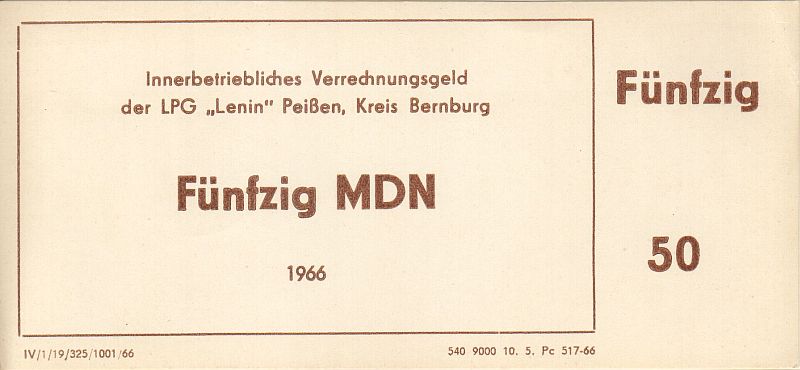 Innerbetriebliches Verrechnungsgeld
der LPG „Lenin" Peißen, Kreis Bernburg
Fünfzig MDN
1966
Fünfzig
50
IV/1/19/325/1001/66
540 9000 10. 5. Pc 517-66